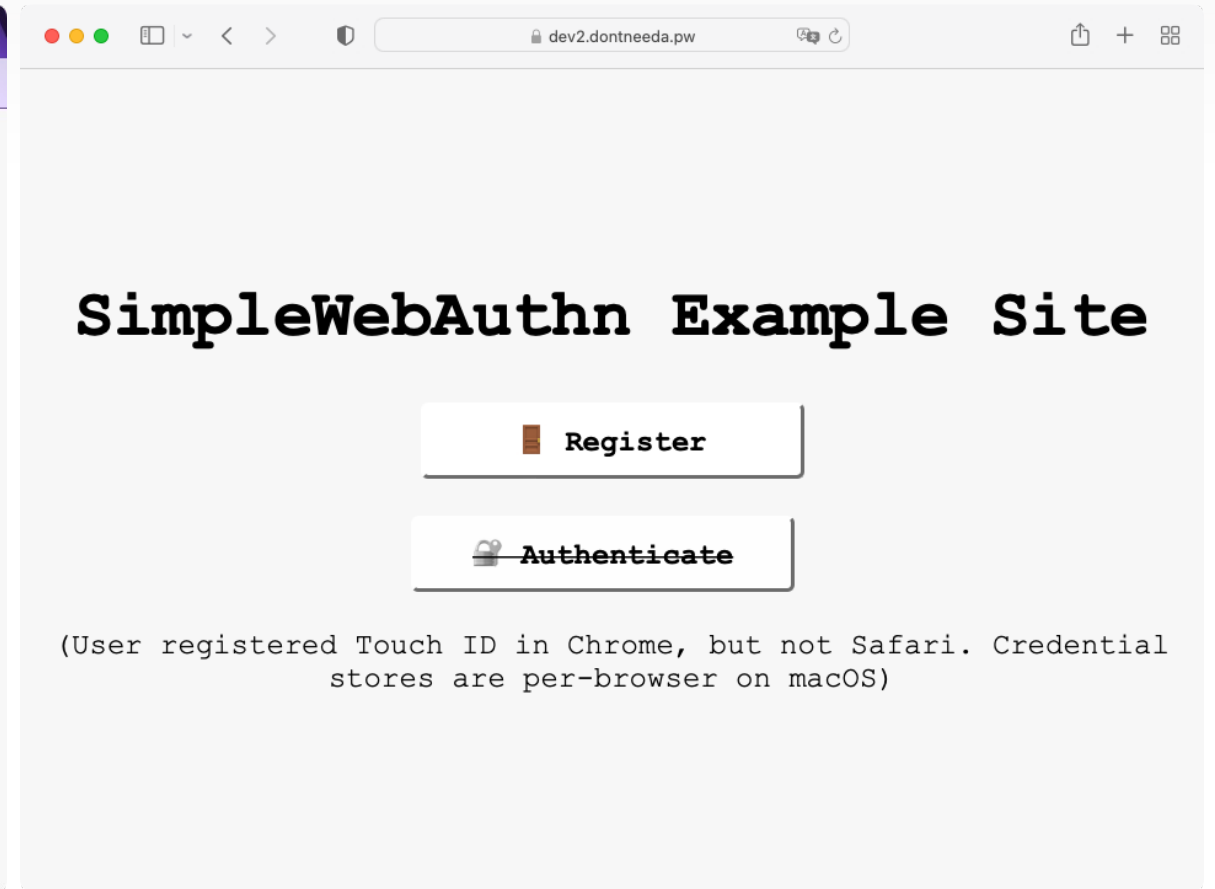 dev2.dontneeda.pw
SimpleWebAuthn Example Site
Register
Authenticate
(User registered Touch ID in Chrome, but not Safari. Credential
stores are per-browser on macOS)